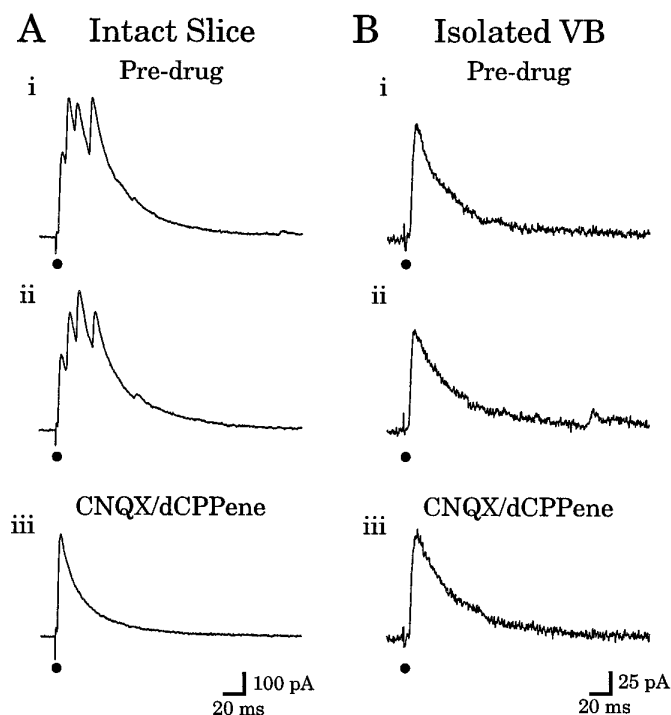 A Intact Slice
Pre-drug
i
ii
CNQX/dCPPene
iii
100 pA
20 ms
B Isolated VB
Pre-drug
i
ii
CNQX/dCPPene
iii
25 pA
20 ms